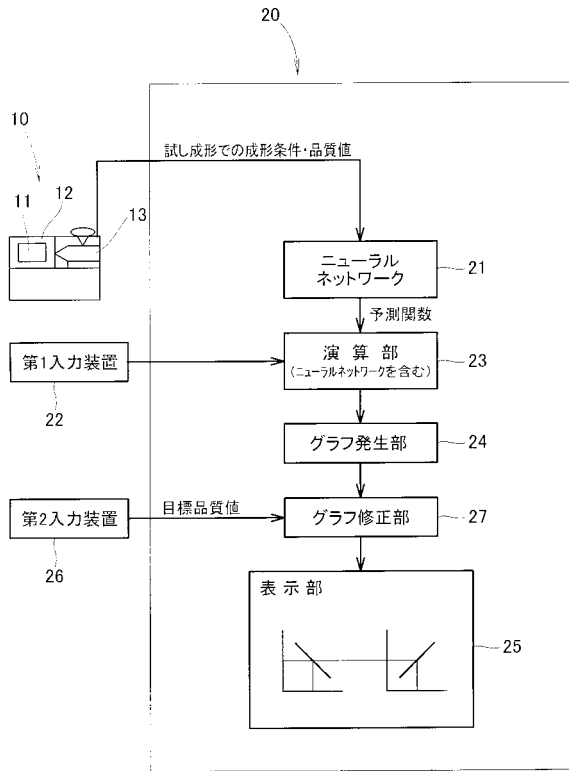 20
10
試し成形での成形条件・品質値
11
12
13
ニューラル
ネットワーク
21
予測関数
第1入力装置
22
演算部
(ニューラルネットワークを含む)
23
グラフ発生部
24
第2入力装置
26
目標品質値
グラフ修正部
27
表示部
25